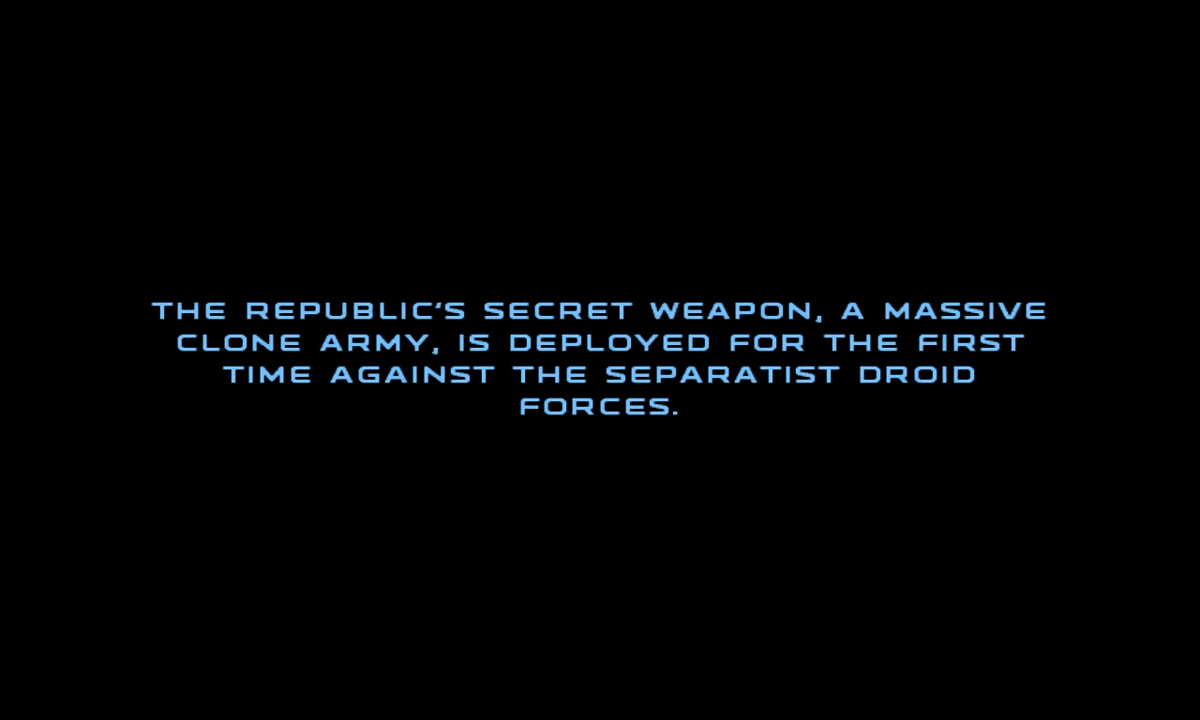 THE REPUBLIC'S SECRET WEAPON, A MASSIVE
CLONE ARMY, IS DEPLOYED FOR THE FIRST
TIME AGAINST THE SEPARATIST DROID
FORCES.